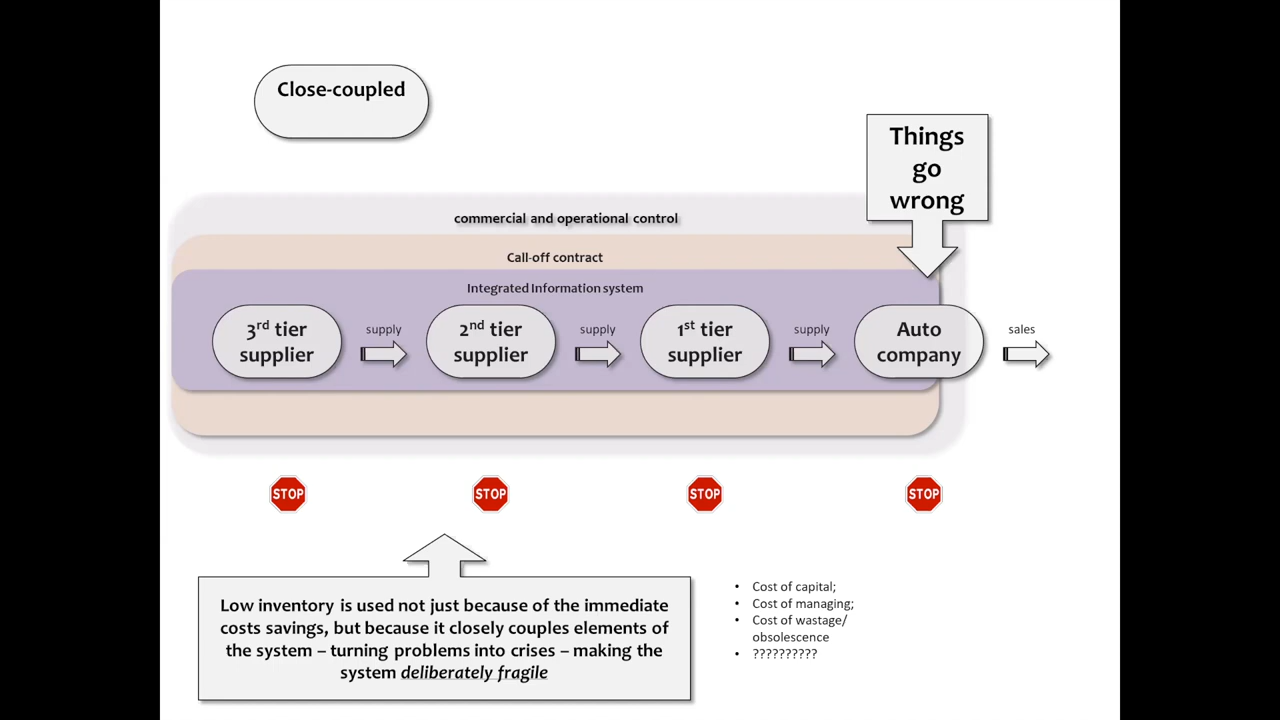 Close-coupled
Things
go
wrong
commercial and operational control
Call-off contract
Integrated Information system
3rd tier
supplier
supply
2nd tier
supplier
supply
1st tier
supplier
supply
Auto
company
sales
STOP
STOP
STOP
STOP
Low inventory is used not just because of the immediate
costs savings, but because it closely couples elements of
the system – turning problems into crises – making the
system deliberately fragile
• Cost of capital;
• Cost of managing;
• Cost of wastage/
obsolescence
• ??????????